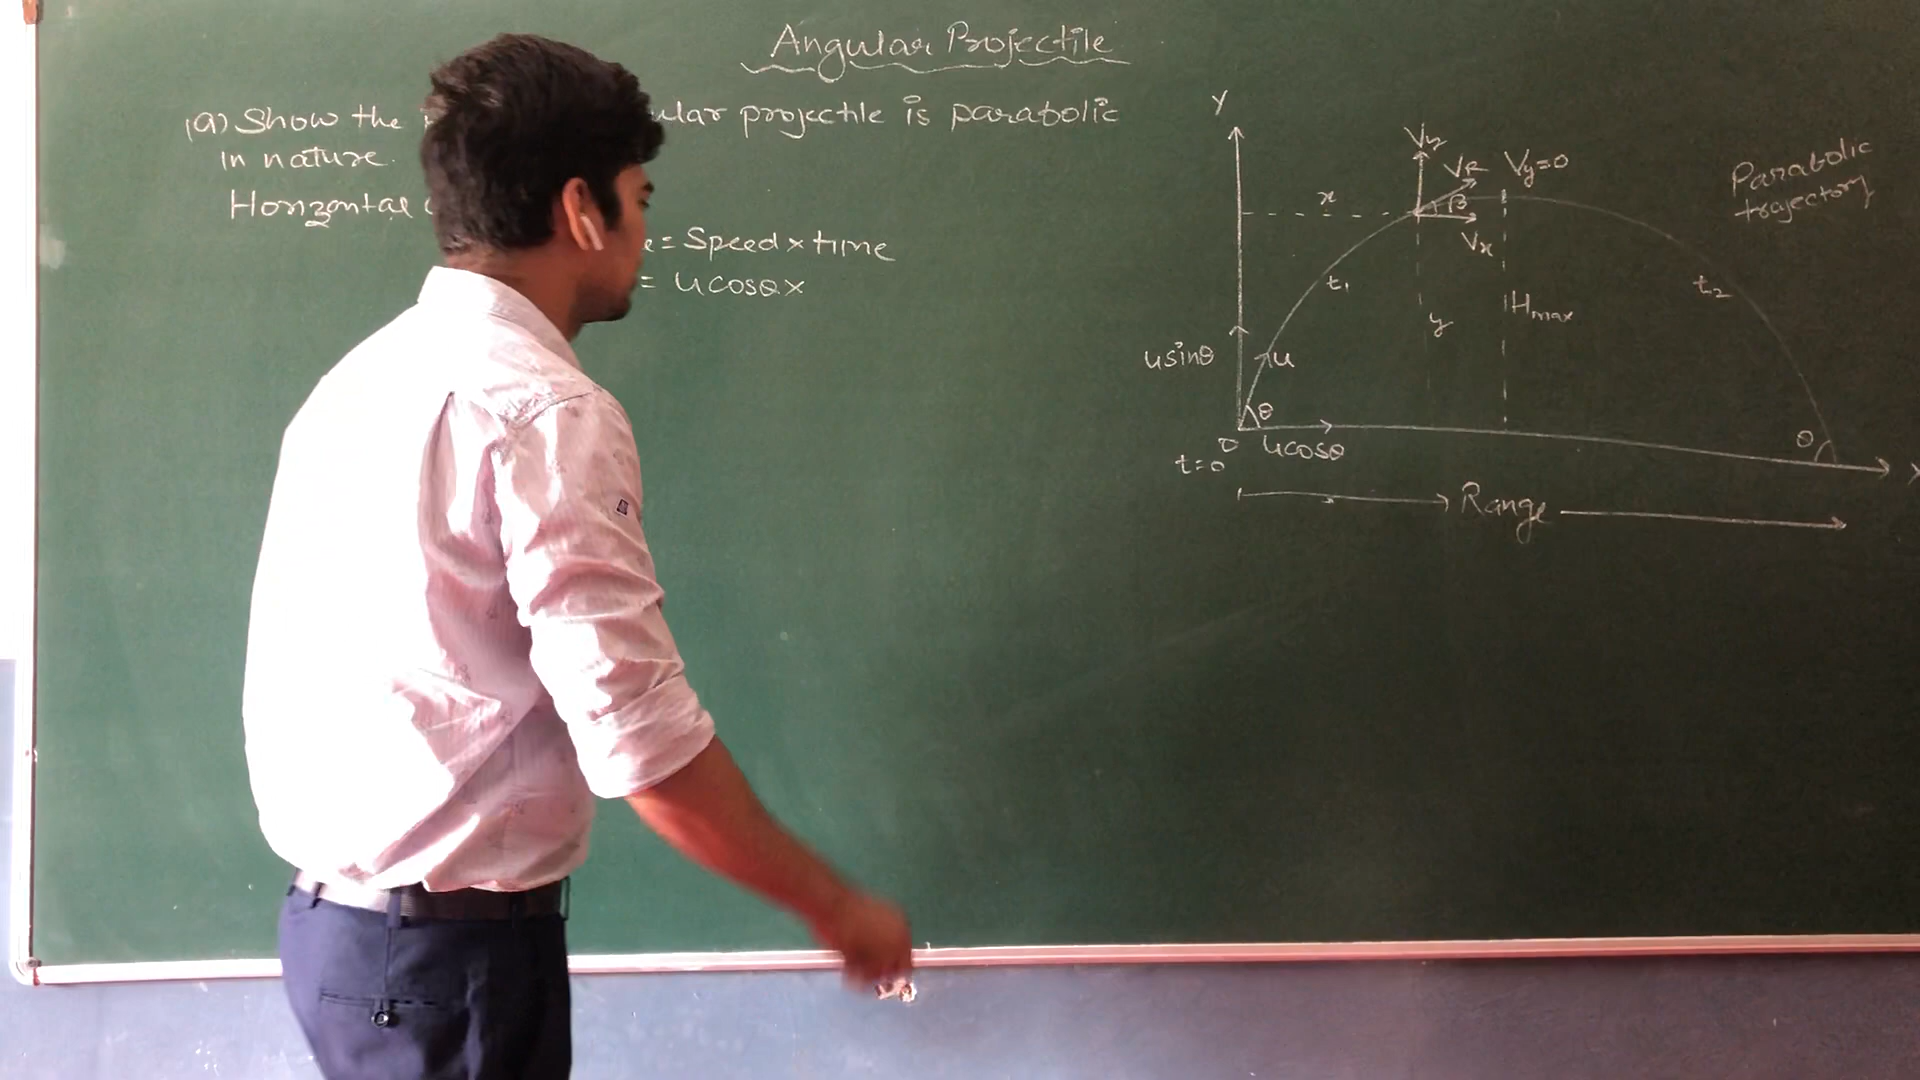 Angular Projectile
(a) Show the ular projectile is parabolic
in nature.
Horizontal
e = Speed × time
= ucosθ ×
Y
Vy
VR
Vy=0
x
β
Vx
Parabolic
trajectory
t1
t2
y
Hmax
usinθ
u
θ
θ
0
ucosθ
t=0
X
Range